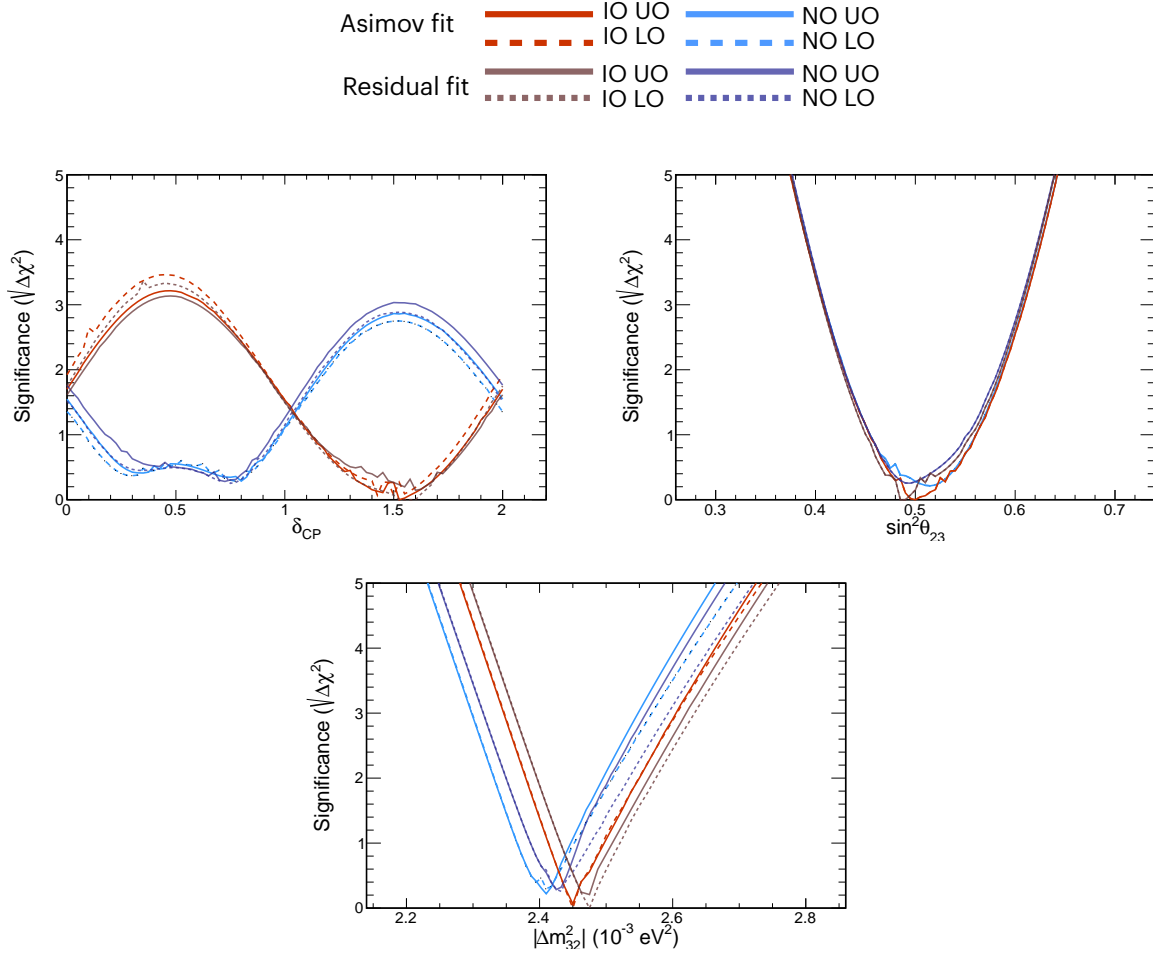 Asimov fit
IO UO
NO UO
IO LO
NO LO
Residual fit
IO UO
NO UO
IO LO
NO LO
Significance (√Δχ²)
5
4
3
2
1
0
0 0.5 1 1.5 2
δCP
Significance (√Δχ²)
5
4
3
2
1
0
0.3 0.4 0.5 0.6 0.7
sin²θ23
Significance (√Δχ²)
5
4
3
2
1
0
2.2 2.4 2.6 2.8
|Δm²32| (10⁻³ eV²)